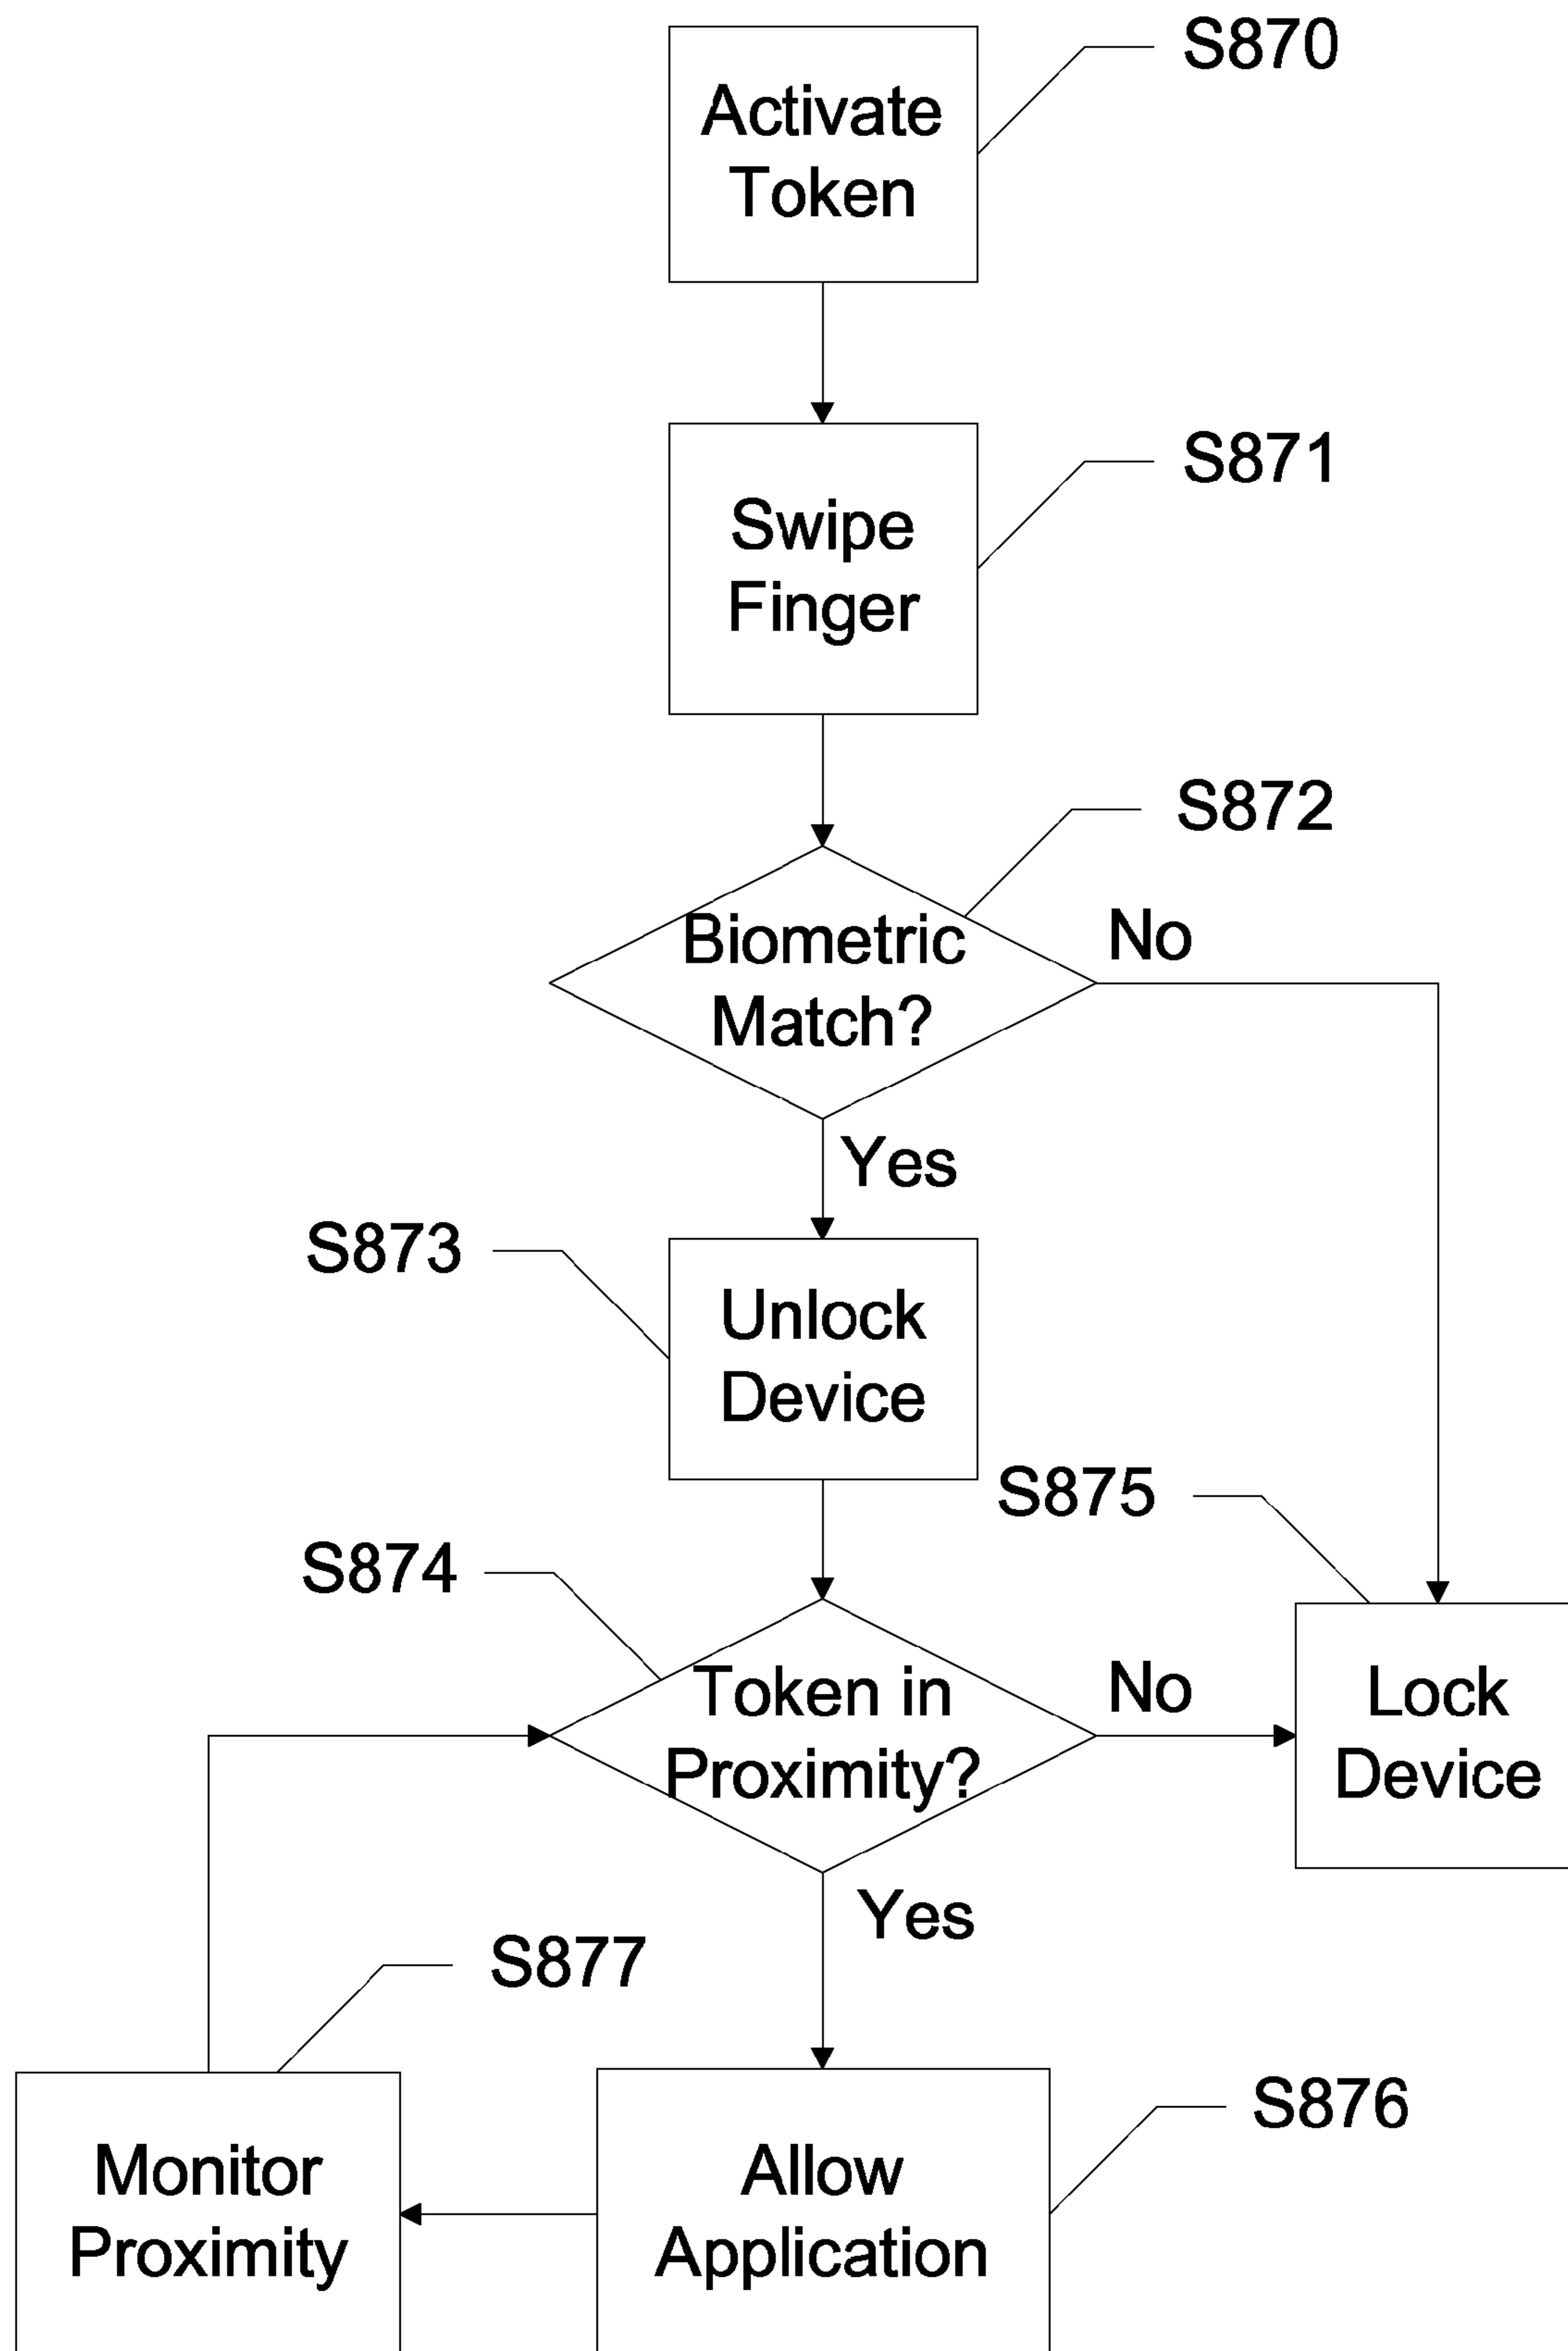 S870
Activate
Token
S871
Swipe
Finger
S872
Biometric
Match?
No
Yes
S873
Unlock
Device
S875
S874
Token in
Proximity?
No
Lock
Device
Yes
S877
S876
Monitor
Proximity
Allow
Application